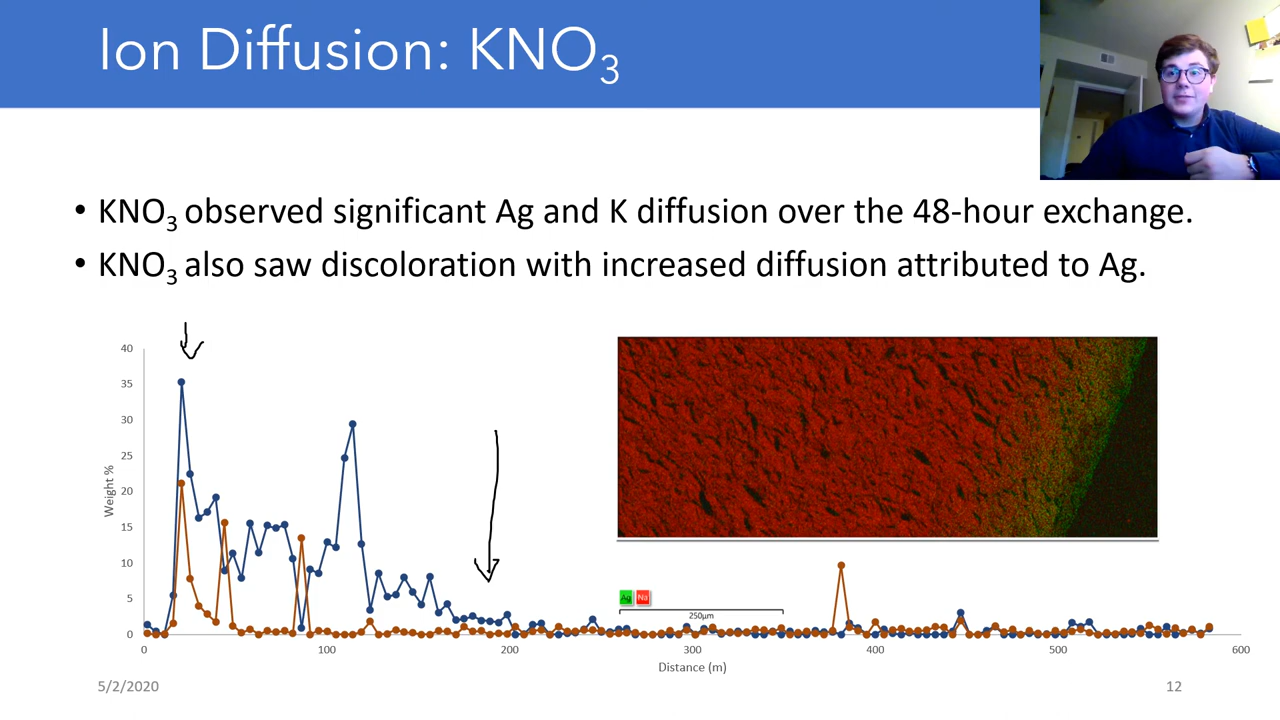 Ion Diffusion: KNO₃
• KNO₃ observed significant Ag and K diffusion over the 48-hour exchange.
• KNO₃ also saw discoloration with increased diffusion attributed to Ag.
40
35
30
25
20
15
10
5
0
Weight %
0 100 200 300 400 500 600
Distance (m)
Ag Na
250μm
5/2/2020
12